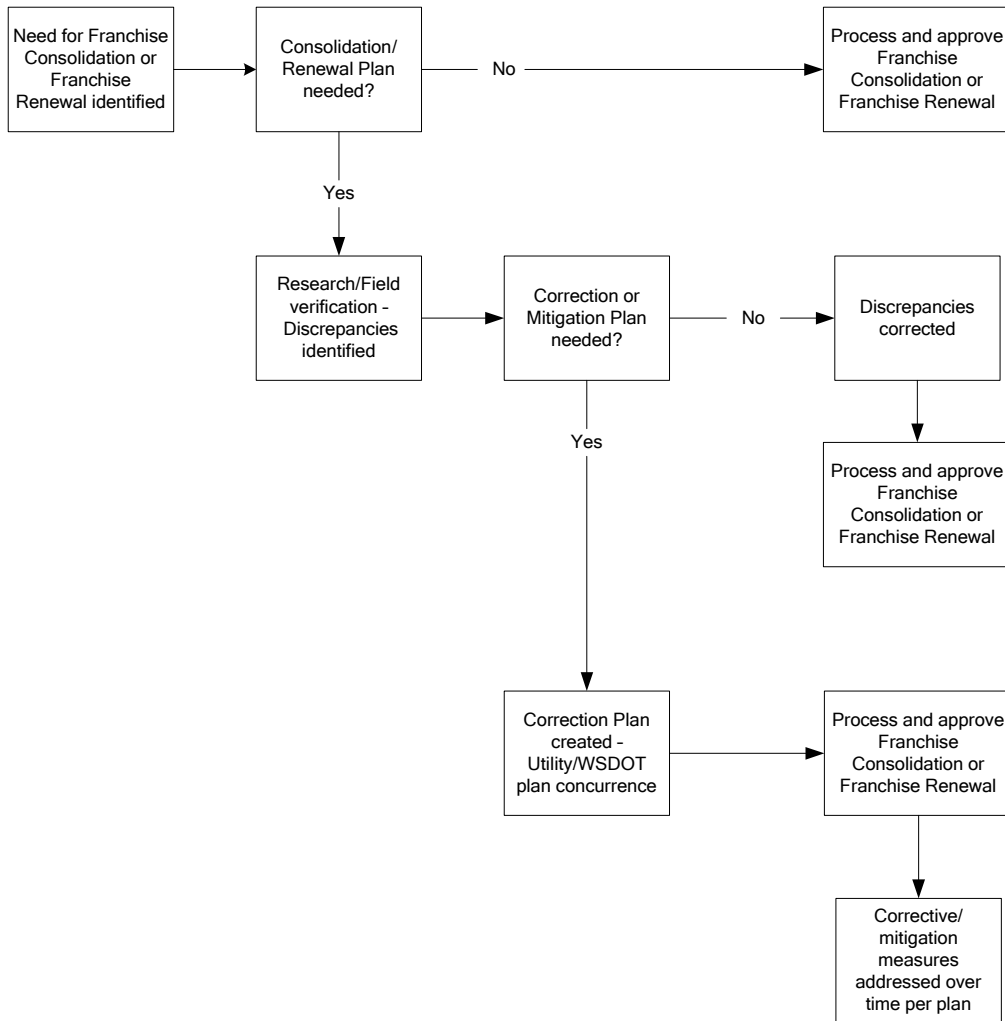 Need for Franchise
Consolidation or
Franchise
Renewal identified
Consolidation/
Renewal Plan
needed?
No
Process and approve
Franchise
Consolidation or
Franchise Renewal
Yes
Research/Field
verification -
Discrepancies
identified
Correction or
Mitigation Plan
needed?
No
Discrepancies
corrected
Yes
Process and approve
Franchise
Consolidation or
Franchise Renewal
Correction Plan
created -
Utility/WSDOT
plan concurrence
Process and approve
Franchise
Consolidation or
Franchise Renewal
Corrective/
mitigation
measures
addressed over
time per plan